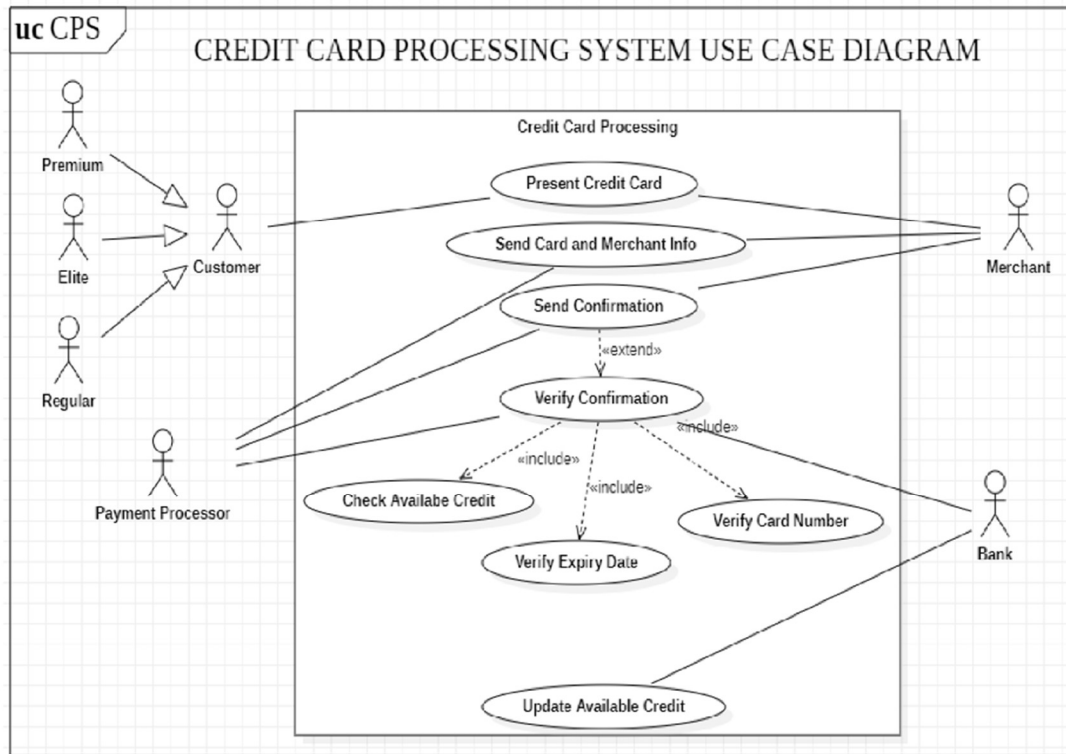 uc CPS
CREDIT CARD PROCESSING SYSTEM USE CASE DIAGRAM
Credit Card Processing
Premium
Present Credit Card
Elite
Customer
Send Card and Merchant Info
Merchant
Send Confirmation
«extend»
Regular
Verify Confirmation
«include»
«include»
«include»
Check Availabe Credit
Payment Processor
Verify Card Number
Verify Expiry Date
Bank
Update Available Credit